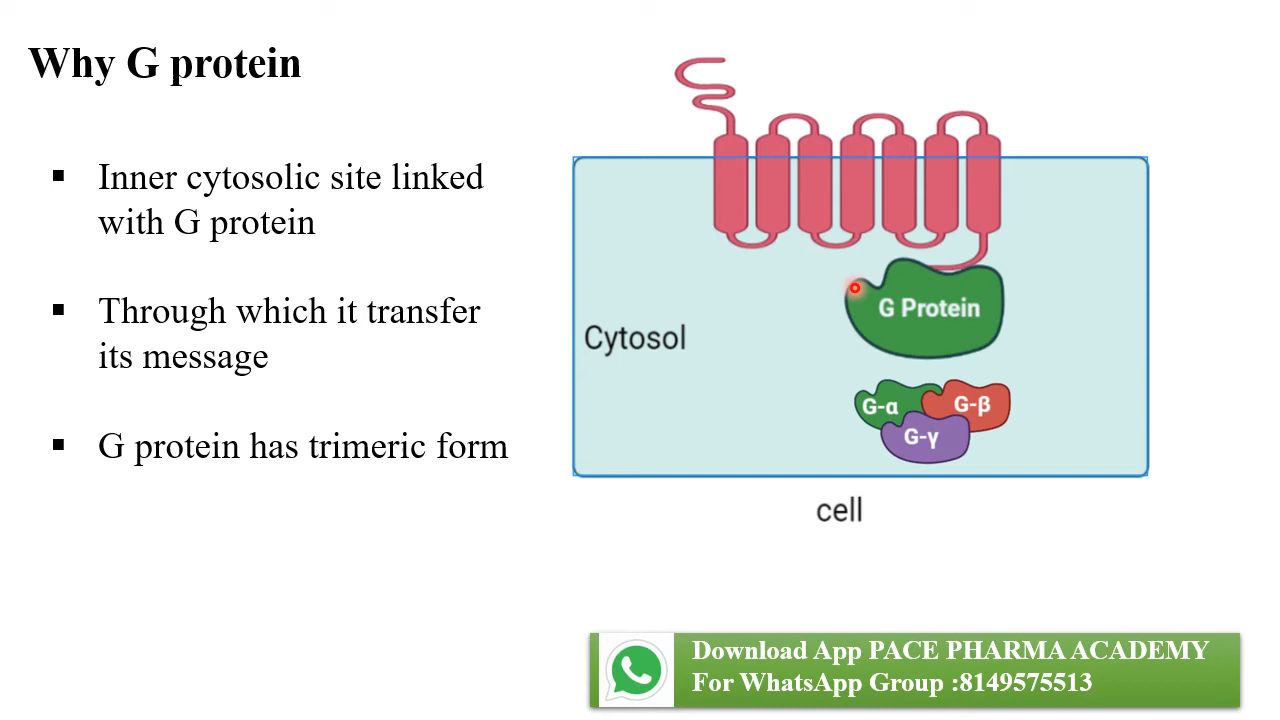 Why G protein
▪ Inner cytosolic site linked
with G protein
▪ Through which it transfer
its message
▪ G protein has trimeric form
G Protein
Cytosol
G-α
G-β
G-γ
cell
Download App PACE PHARMA ACADEMY
For WhatsApp Group :8149575513